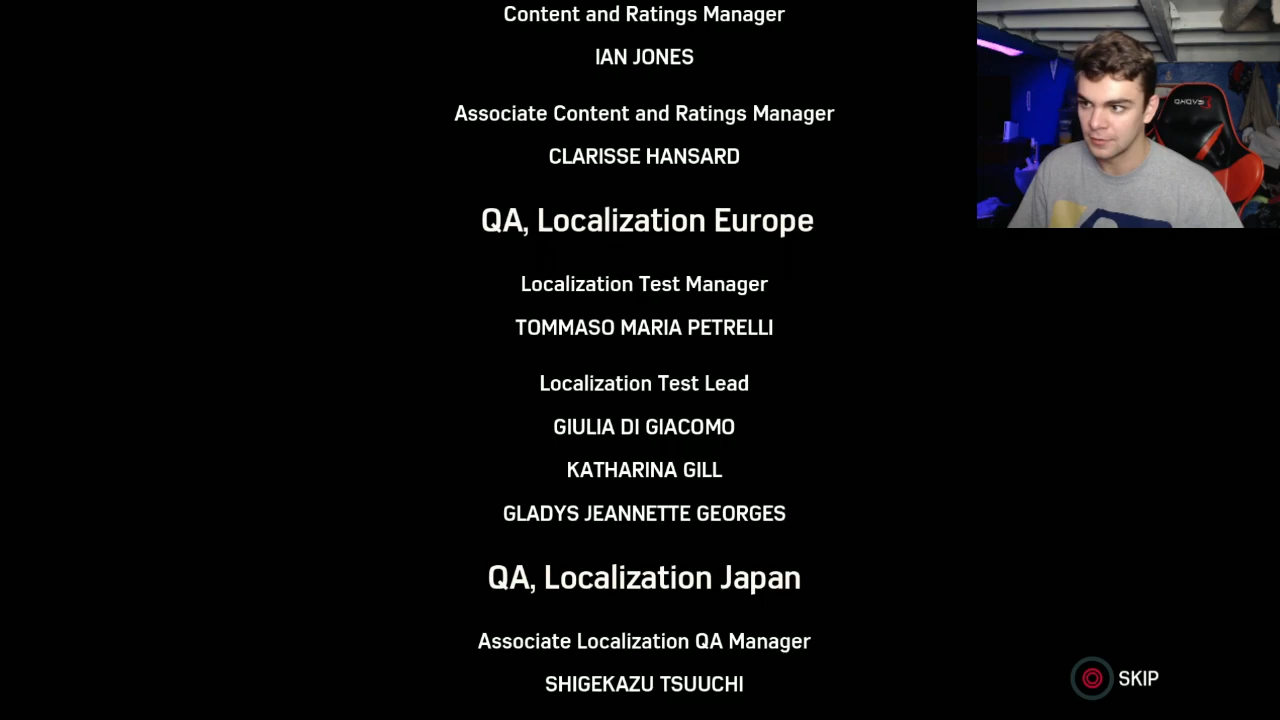 Content and Ratings Manager
IAN JONES
Associate Content and Ratings Manager
CLARISSE HANSARD
QA, Localization Europe
Localization Test Manager
TOMMASO MARIA PETRELLI
Localization Test Lead
GIULIA DI GIACOMO
KATHARINA GILL
GLADYS JEANNETTE GEORGES
QA, Localization Japan
Associate Localization QA Manager
SHIGEKAZU TSUUCHI
SKIP